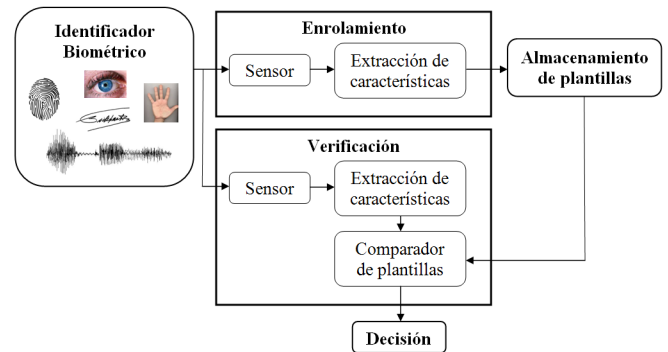 Identificador
Biométrico
Enrolamiento
Sensor
Extracción de
características
Almacenamiento
de plantillas
Verificación
Sensor
Extracción de
características
Comparador
de plantillas
Decisión